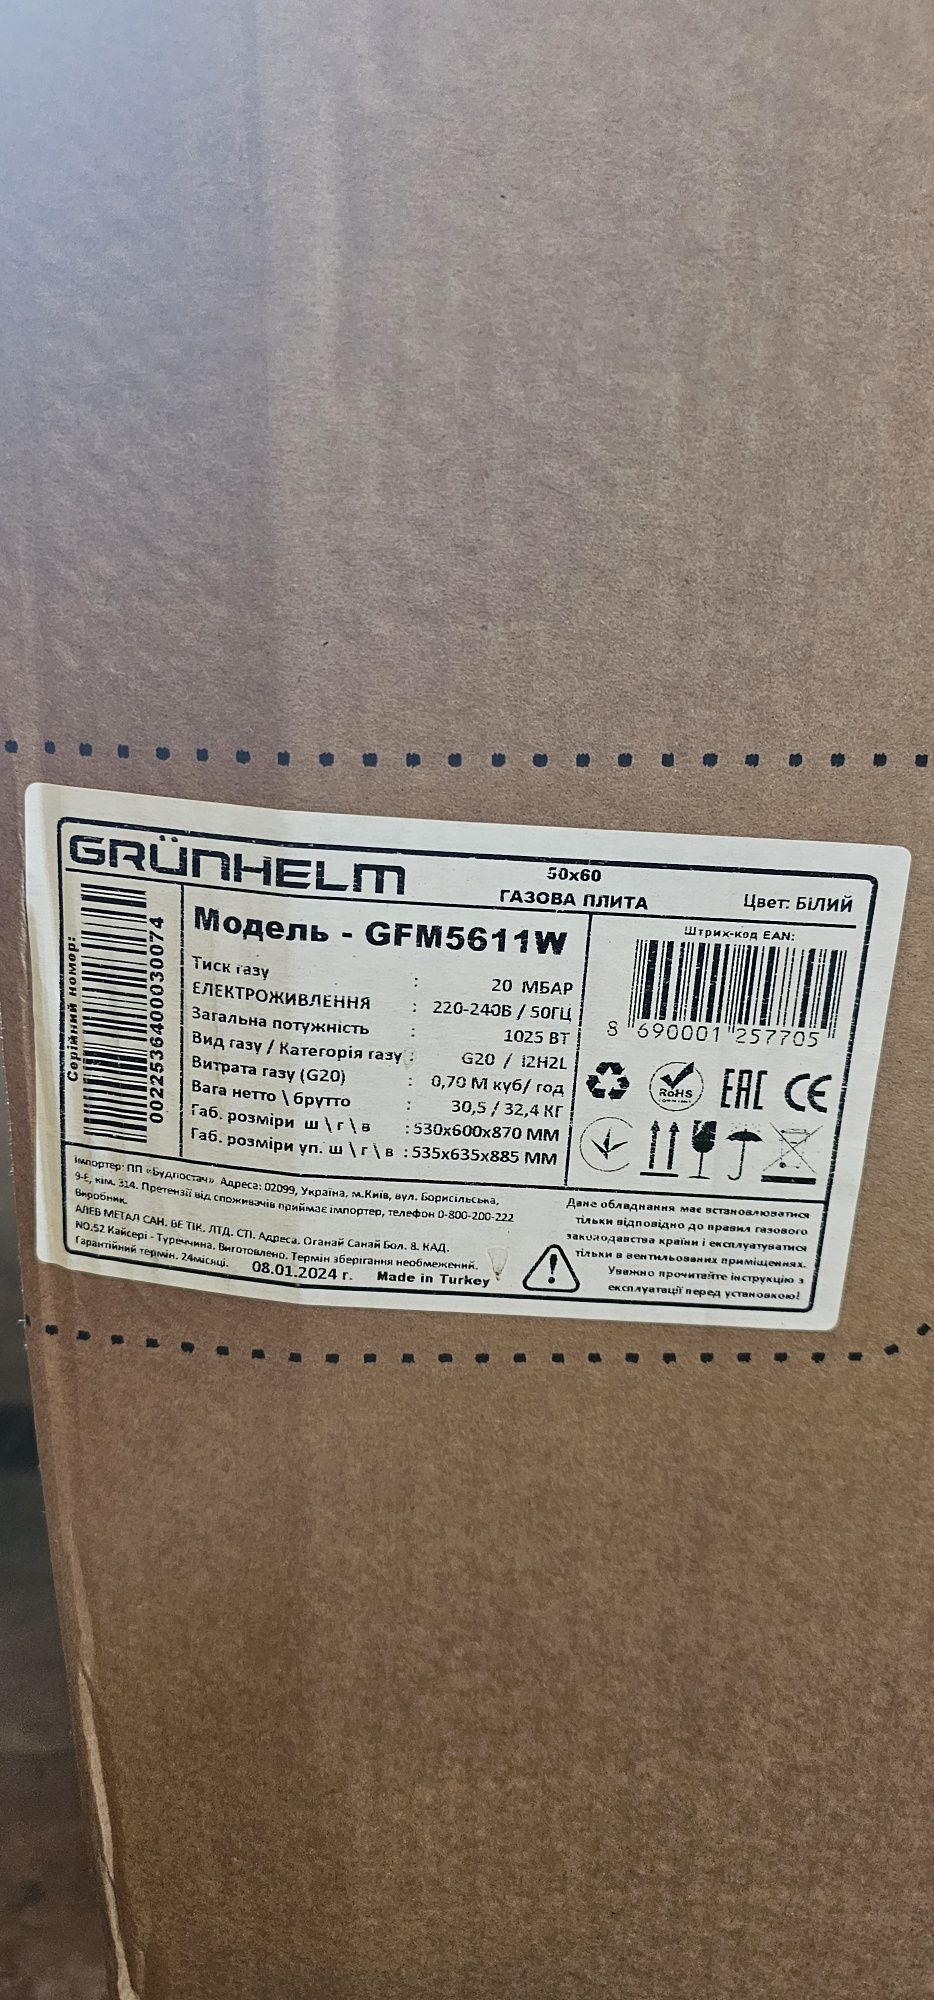 GRÜNHELM
50x60
ГАЗОВА ПЛИТА
Цвет: БІЛИЙ
Серійний номер:
0022536400030074
Модель - GFM5611W
Тиск газу : 20 МБАР
ЕЛЕКТРОЖИВЛЕННЯ : 220-240В / 50ГЦ
Загальна потужність : 1025 ВТ
Вид газу / Категорія газу : G20 / I2H2L
Витрата газу (G20) : 0,70 М куб/ год
Вага нетто \ брутто : 30,5 / 32,4 КГ
Габ. розміри ш \ г \ в : 530x600x870 ММ
Габ. розміри уп. ш \ г \ в : 535x635x885 ММ
Штрих-код EAN:
8 690001 257705
RoHS
EAC CE
Імпортер: ПП «Будпостач» Адреса: 02099, Україна, м.Київ, вул. Бориспільська,
9-Е, кім. 314. Претензії від споживачів приймає імпортер, телефон 0-800-200-222
Виробник.
АЛЕВ МЕТАЛ САН. ВЕ ТІК. ЛТД. СТІ. Адреса, Оганай Санай Бол. 8. КАД.
NO.52 Кайсері - Туреччина. Виготовлено. Термін зберігання необмежений.
Гарантійний термін. 24місяці. 08.01.2024 г. Made in Turkey
Дане обладнання має встановлюватися
тільки відповідно до правил газового
законодавства країни і експлуатуватися
тільки в вентильованих приміщеннях.
Уважно прочитайте інструкцію з
експлуатації перед установкою!